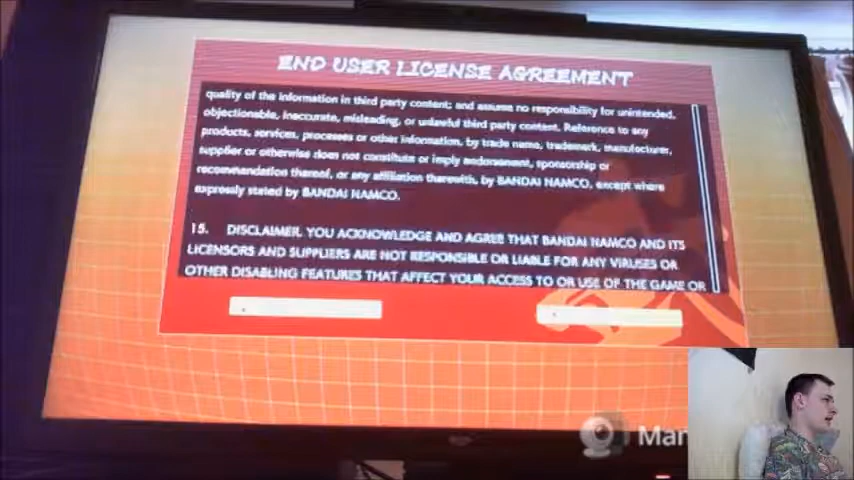 END USER LICENSE AGREEMENT
quality of the information in third party content; and assume no responsibility for unintended,
objectionable, inaccurate, misleading, or unlawful third party content. Reference to any
products, services, processes or other information, by trade name, trademark, manufacturer,
supplier or otherwise does not constitute or imply endorsement, sponsorship or
recommendation thereof, or any affiliation therewith, by BANDAI NAMCO, except where
expressly stated by BANDAI NAMCO.
15. DISCLAIMER. YOU ACKNOWLEDGE AND AGREE THAT BANDAI NAMCO AND ITS
LICENSORS AND SUPPLIERS ARE NOT RESPONSIBLE OR LIABLE FOR ANY VIRUSES OR
OTHER DISABLING FEATURES THAT AFFECT YOUR ACCESS TO OR USE OF THE GAME OR